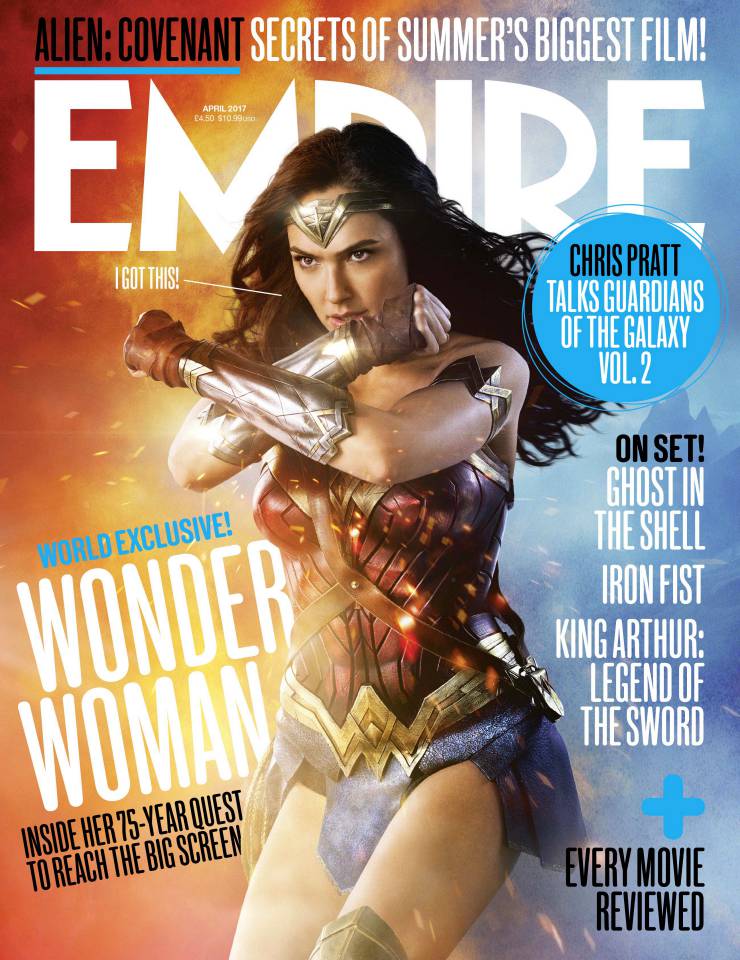 ALIEN: COVENANT SECRETS OF SUMMER'S BIGGEST FILM!
EMPIRE
APRIL 2017
£4.50 $10.99USD
I GOT THIS!
CHRIS PRATT
TALKS GUARDIANS
OF THE GALAXY
VOL. 2
ON SET!
GHOST IN
THE SHELL
IRON FIST
KING ARTHUR:
LEGEND OF
THE SWORD
WORLD EXCLUSIVE!
WONDER
WOMAN
INSIDE HER 75-YEAR QUEST
TO REACH THE BIG SCREEN
+
EVERY MOVIE
REVIEWED